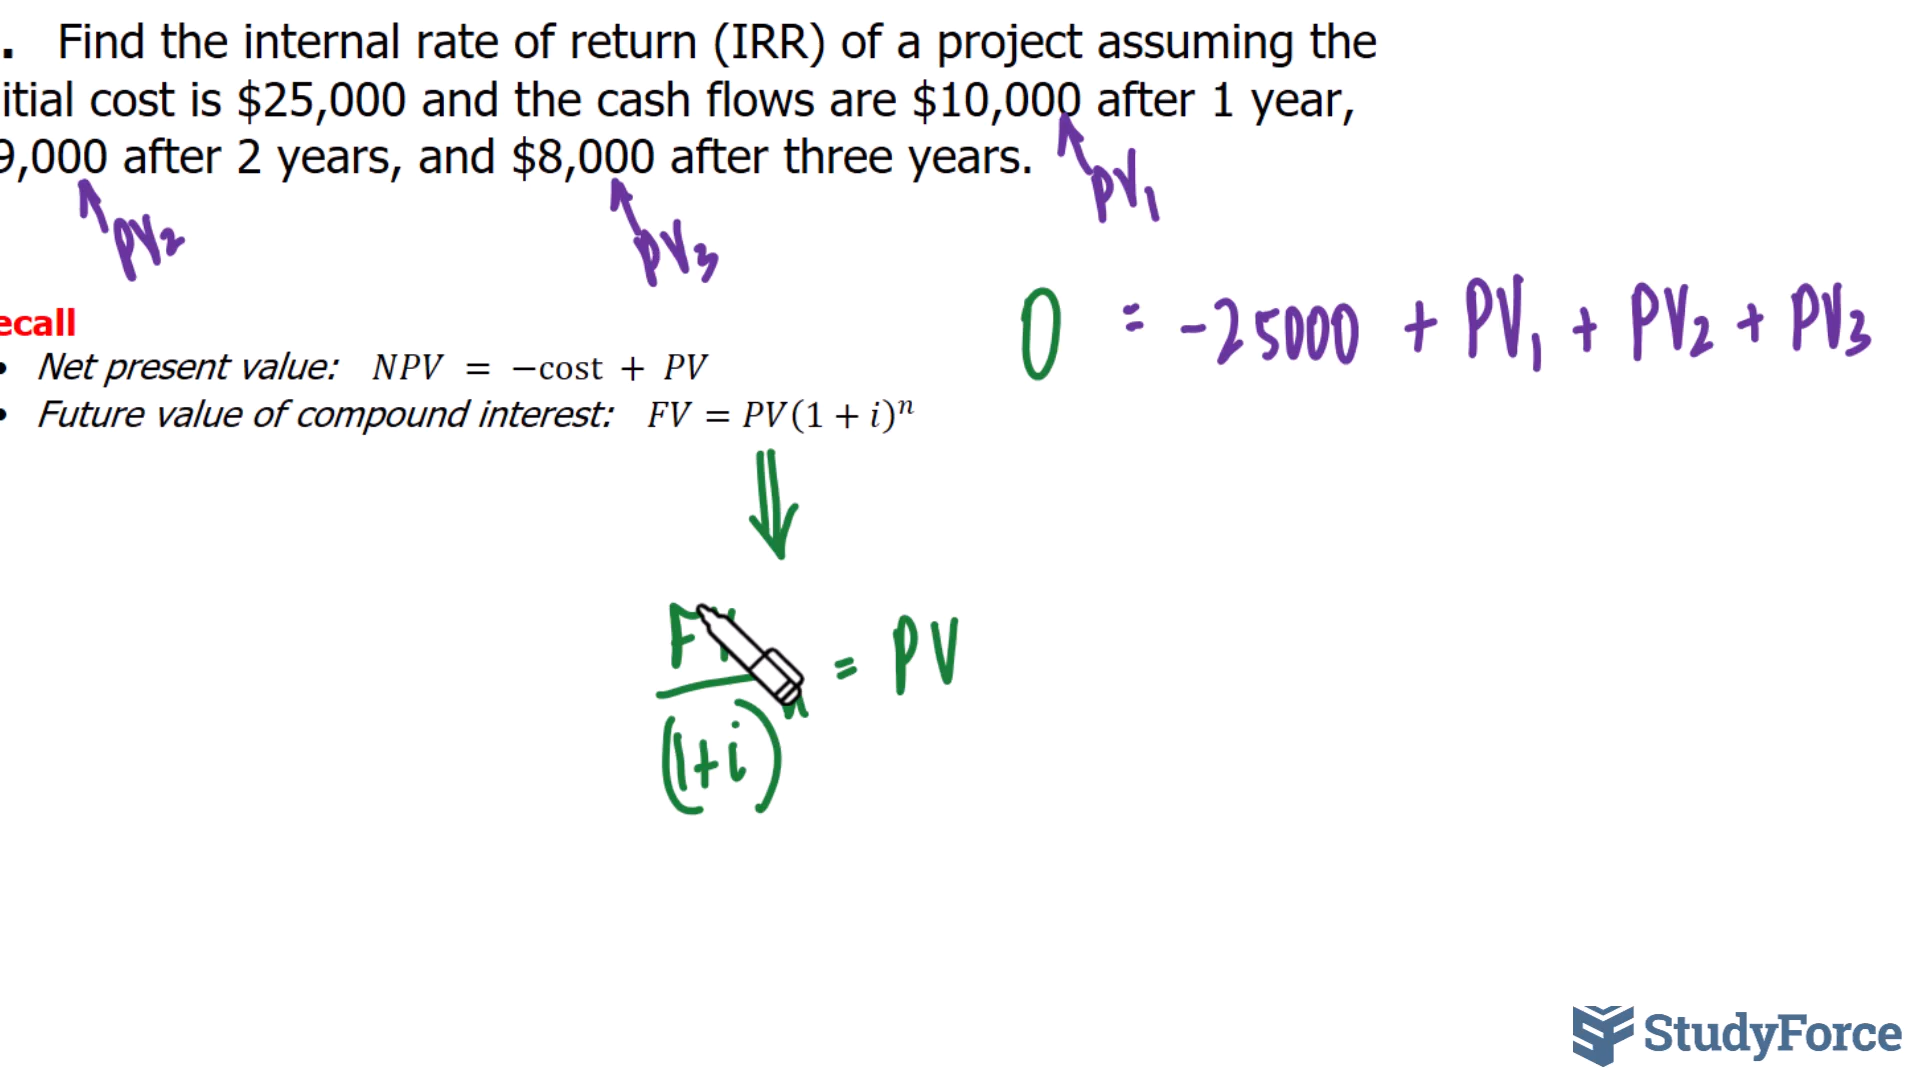 . Find the internal rate of return (IRR) of a project assuming the
itial cost is $25,000 and the cash flows are $10,000 after 1 year,
9,000 after 2 years, and $8,000 after three years.
PV₁
PV₂
PV₃
0 = -25000 + PV₁ + PV₂ + PV₃
ecall
• Net present value: NPV = −cost + PV
• Future value of compound interest: FV = PV(1 + i)ⁿ
FV
= PV
(1+i)ⁿ
StudyForce